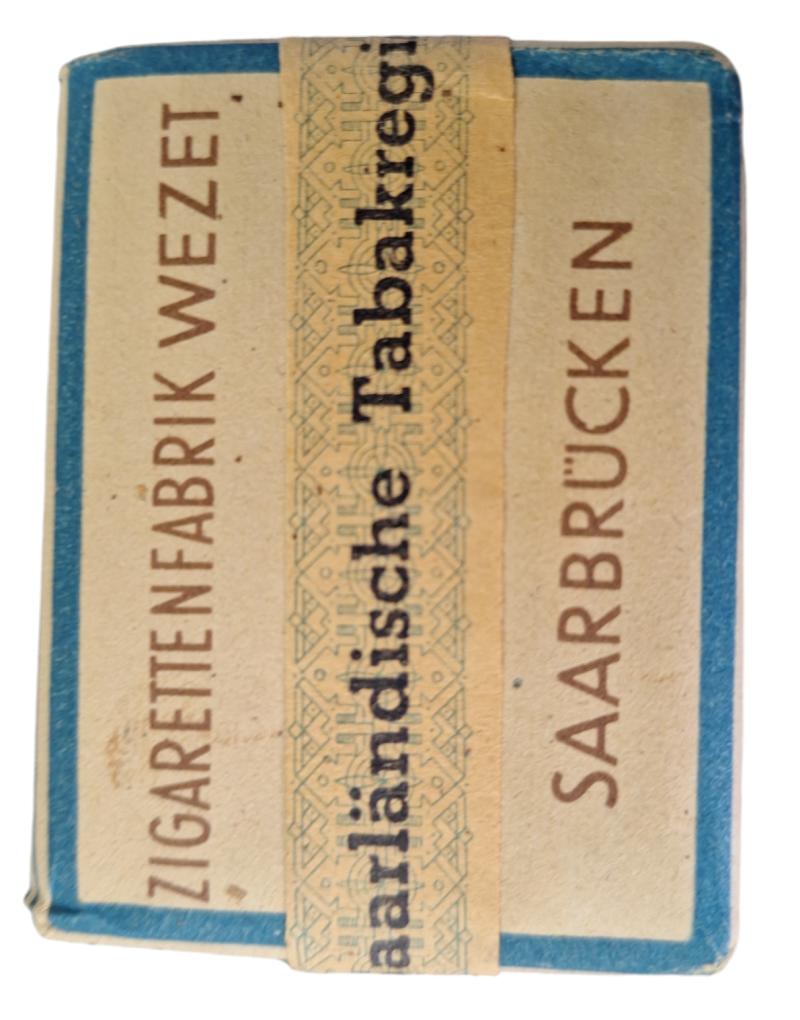 ZIGARETTENFABRIK WEZET
aarländische Tabakregi
SAARBRÜCKEN